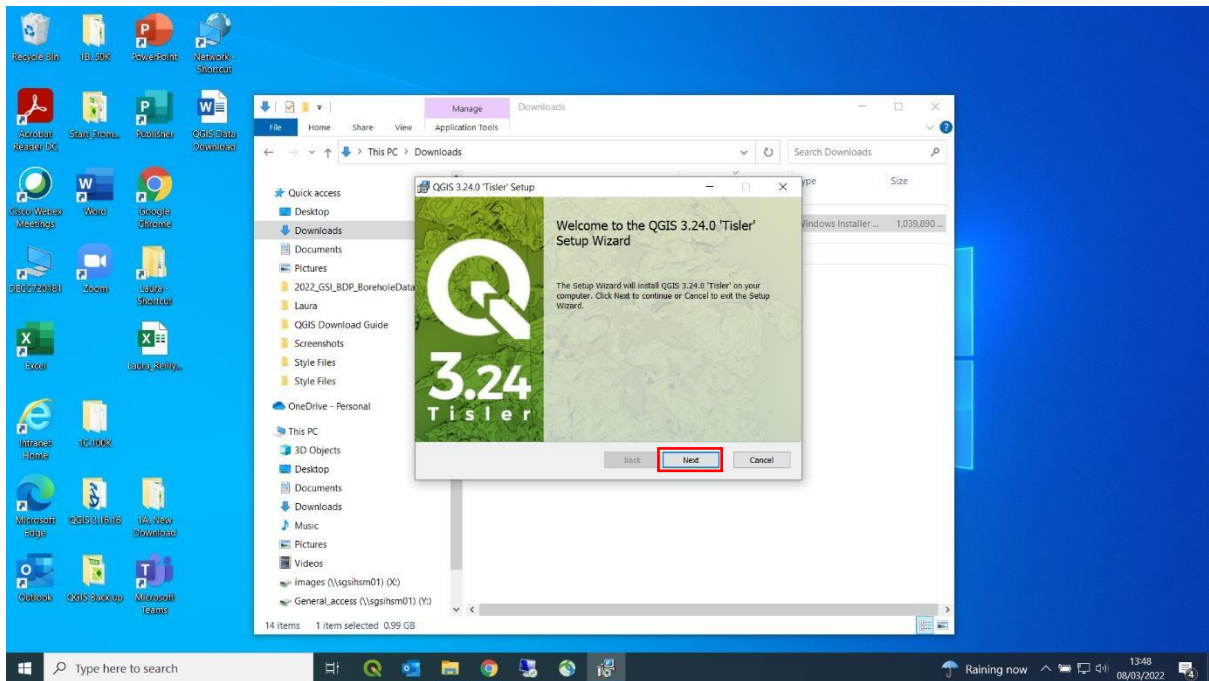 Recycle Bin
1B. 50K
PowerPoint
Network - Shortcut
Acrobat Reader DC
Start_From...
Publisher
QGIS Data Download
Cisco Webex Meetings
Word
Google Chrome
Zoom
Laura - Shortcut
Excel
Laura_Reilly...
Intranet Home
1C.100K
Microsoft Edge
QGIS 3.16.16
1A. New Download
Outlook
QGIS Back up
Microsoft Teams
Manage
Downloads
File
Home
Share
View
Application Tools
This PC > Downloads
Search Downloads
Type
Size
Windows Installer ...
1,039,890 ...
Quick access
Desktop
Downloads
Documents
Pictures
2022_GSI_BDP_BoreholeData
Laura
QGIS Download Guide
Screenshots
Style Files
Style Files
OneDrive - Personal
This PC
3D Objects
Desktop
Documents
Downloads
Music
Pictures
Videos
images (\\sgsihsm01) (X:)
General_access (\\sgsihsm01) (Y:)
14 items
1 item selected 0.99 GB
QGIS 3.24.0 'Tisler' Setup
3.24
Tisler
Welcome to the QGIS 3.24.0 'Tisler'
Setup Wizard
The Setup Wizard will install QGIS 3.24.0 'Tisler' on your
computer. Click Next to continue or Cancel to exit the Setup
Wizard.
Back
Next
Cancel
Type here to search
Raining now
13:48
08/03/2022
4